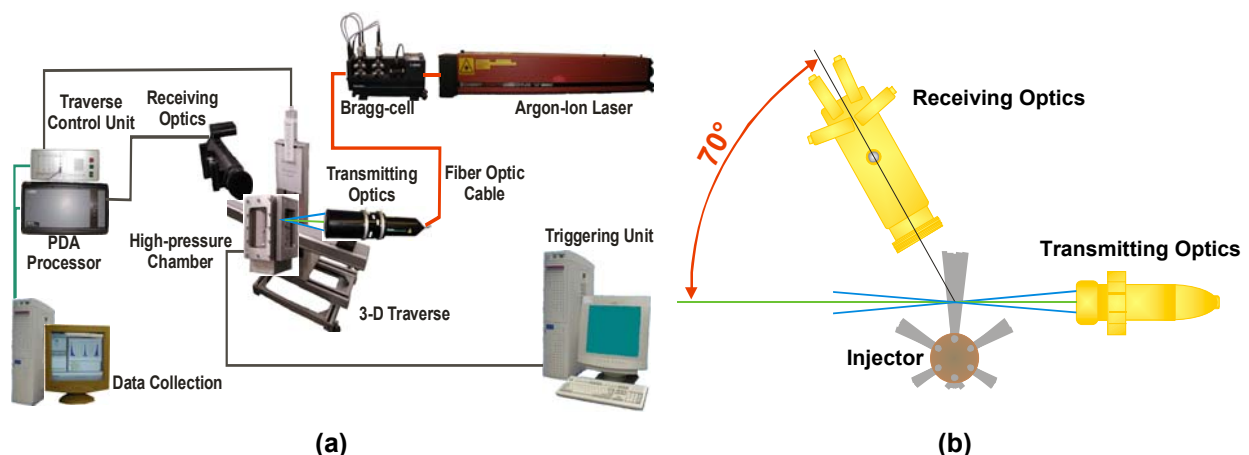 Bragg-cell
Argon-Ion Laser
Traverse
Control Unit
Receiving
Optics
Transmitting
Optics
Fiber Optic
Cable
PDA
Processor
High-pressure
Chamber
Triggering Unit
3-D Traverse
Data Collection
(a)
Receiving Optics
70°
Transmitting Optics
Injector
(b)